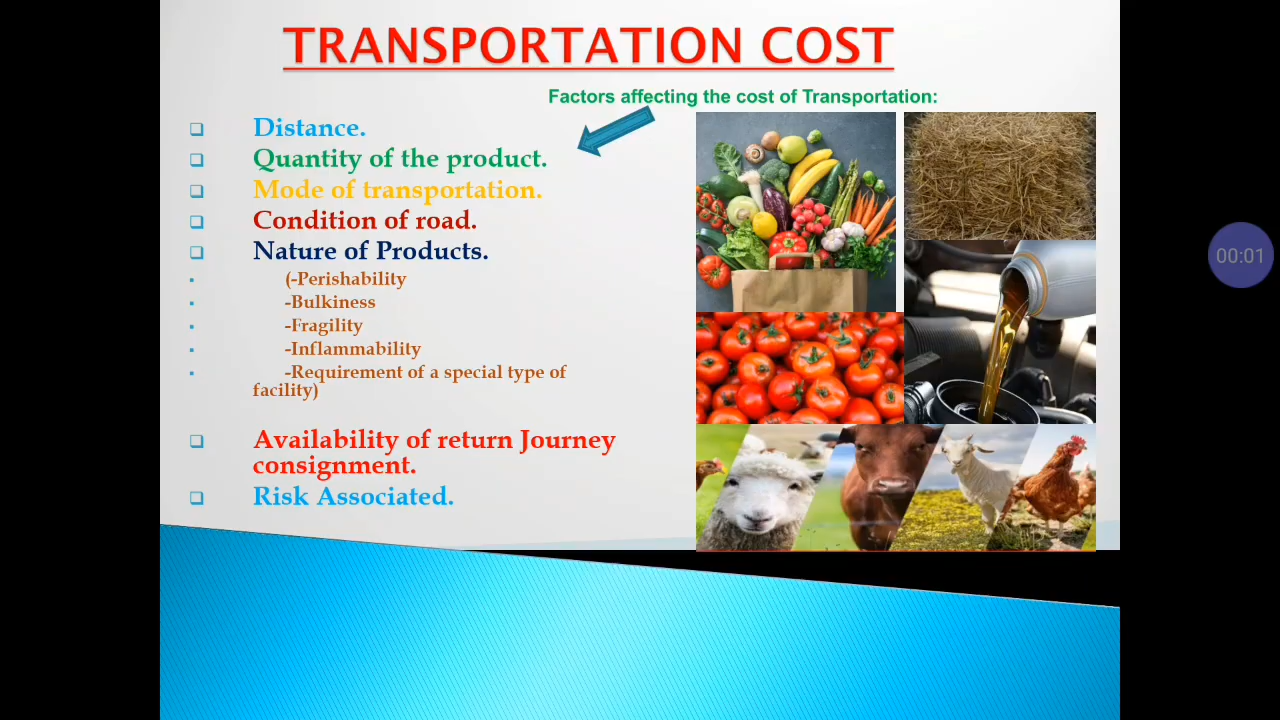 TRANSPORTATION COST
Factors affecting the cost of Transportation:
Distance.
Quantity of the product.
Mode of transportation.
Condition of road.
Nature of Products.
(-Perishability
-Bulkiness
-Fragility
-Inflammability
-Requirement of a special type of
facility)
Availability of return Journey
consignment.
Risk Associated.
00:01